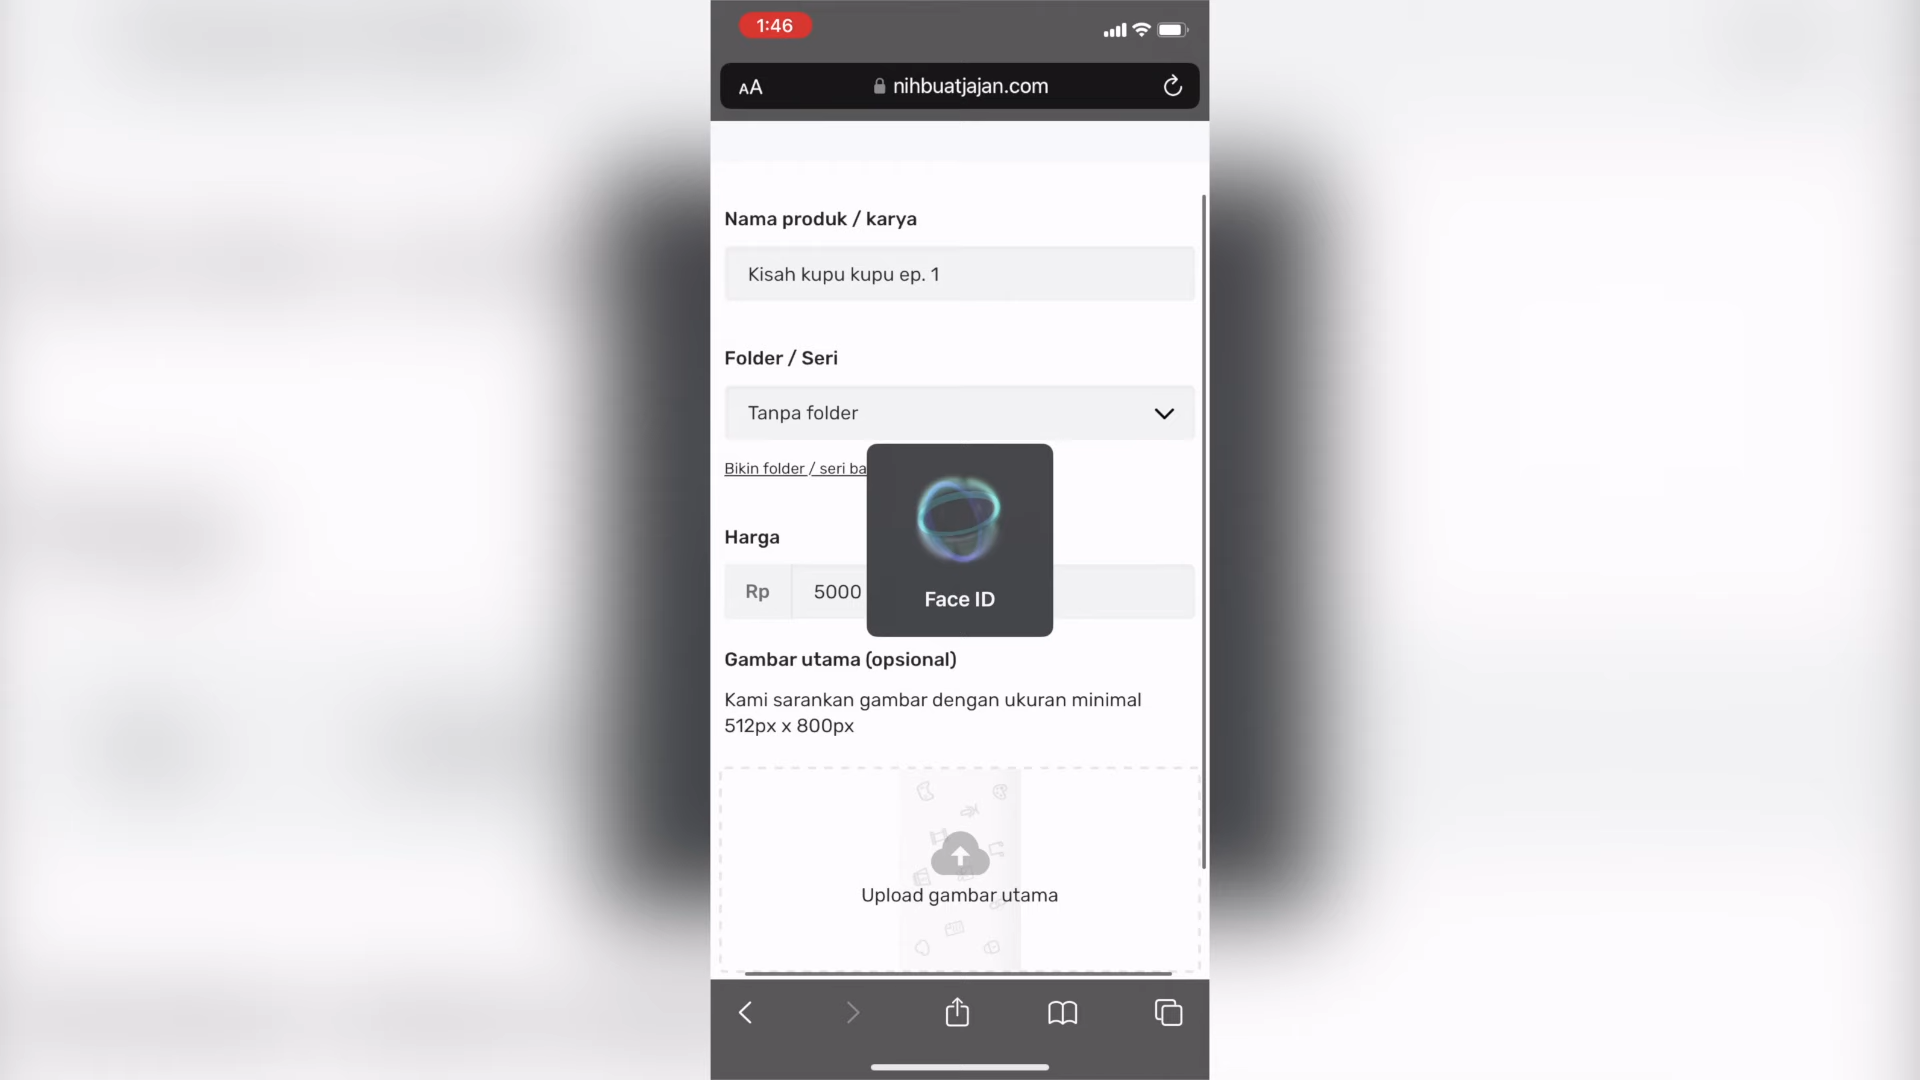 1:46
AA nihbuatjajan.com
Nama produk / karya
Kisah kupu kupu ep. 1
Folder / Seri
Tanpa folder
Bikin folder / seri
Harga
Rp 5000
Face ID
Gambar utama (opsional)
Kami sarankan gambar dengan ukuran minimal
512px x 800px
Upload gambar utama